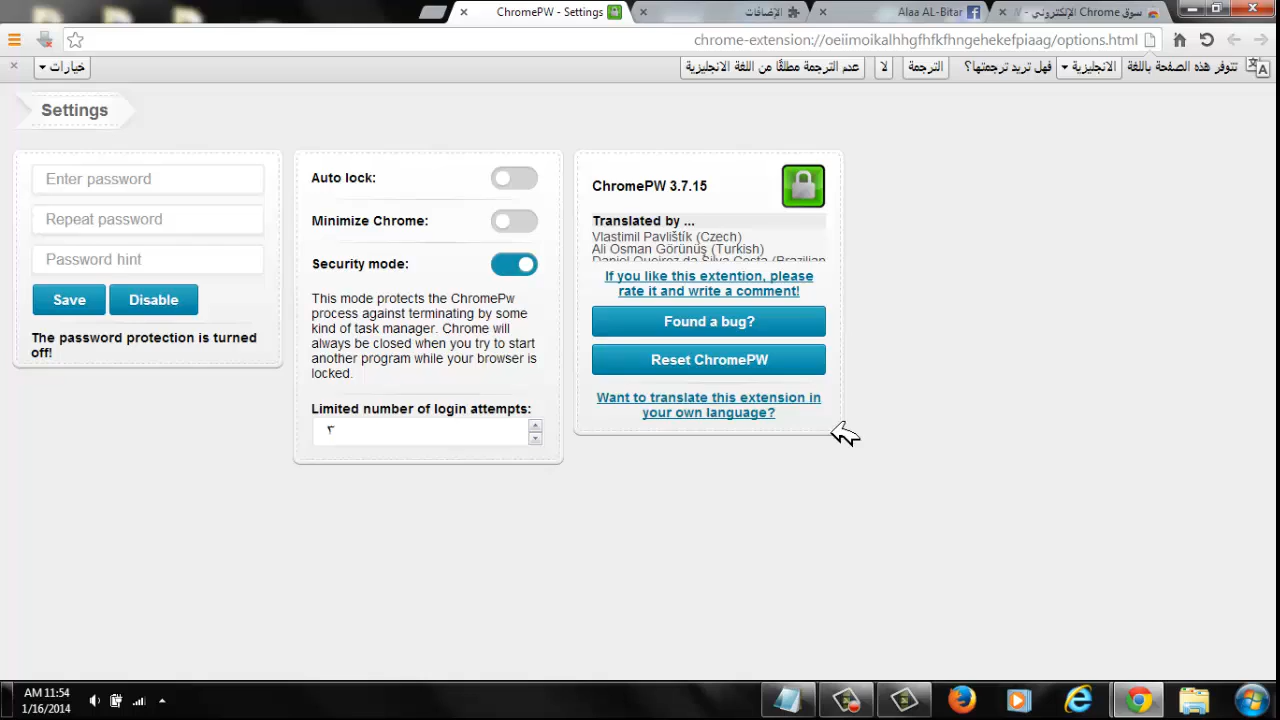 ChromePW - Settings
الإضافات
Alaa AL-Bitar
سوق Chrome الإلكتروني -
chrome-extension://oeiimoikalhhgfhfkfhngehekefpiaag/options.html
تتوفر هذه الصفحة باللغة
الانجليزية
فهل تريد ترجمتها؟
الترجمة
لا
عدم الترجمة مطلقًا من اللغة الانجليزية
خيارات
Settings
Enter password
Repeat password
Password hint
Save
Disable
The password protection is turned
off!
Auto lock:
Minimize Chrome:
Security mode:
This mode protects the ChromePw
process against terminating by some
kind of task manager. Chrome will
always be closed when you try to start
another program while your browser is
locked.
Limited number of login attempts:
٣
ChromePW 3.7.15
Translated by ...
Vlastimil Pavlištík (Czech)
Ali Osman Görünüş (Turkish)
Daniel Queiroz da Silva Costa (Brazilian
If you like this extention, please
rate it and write a comment!
Found a bug?
Reset ChromePW
Want to translate this extension in
your own language?
AM 11:54
1/16/2014